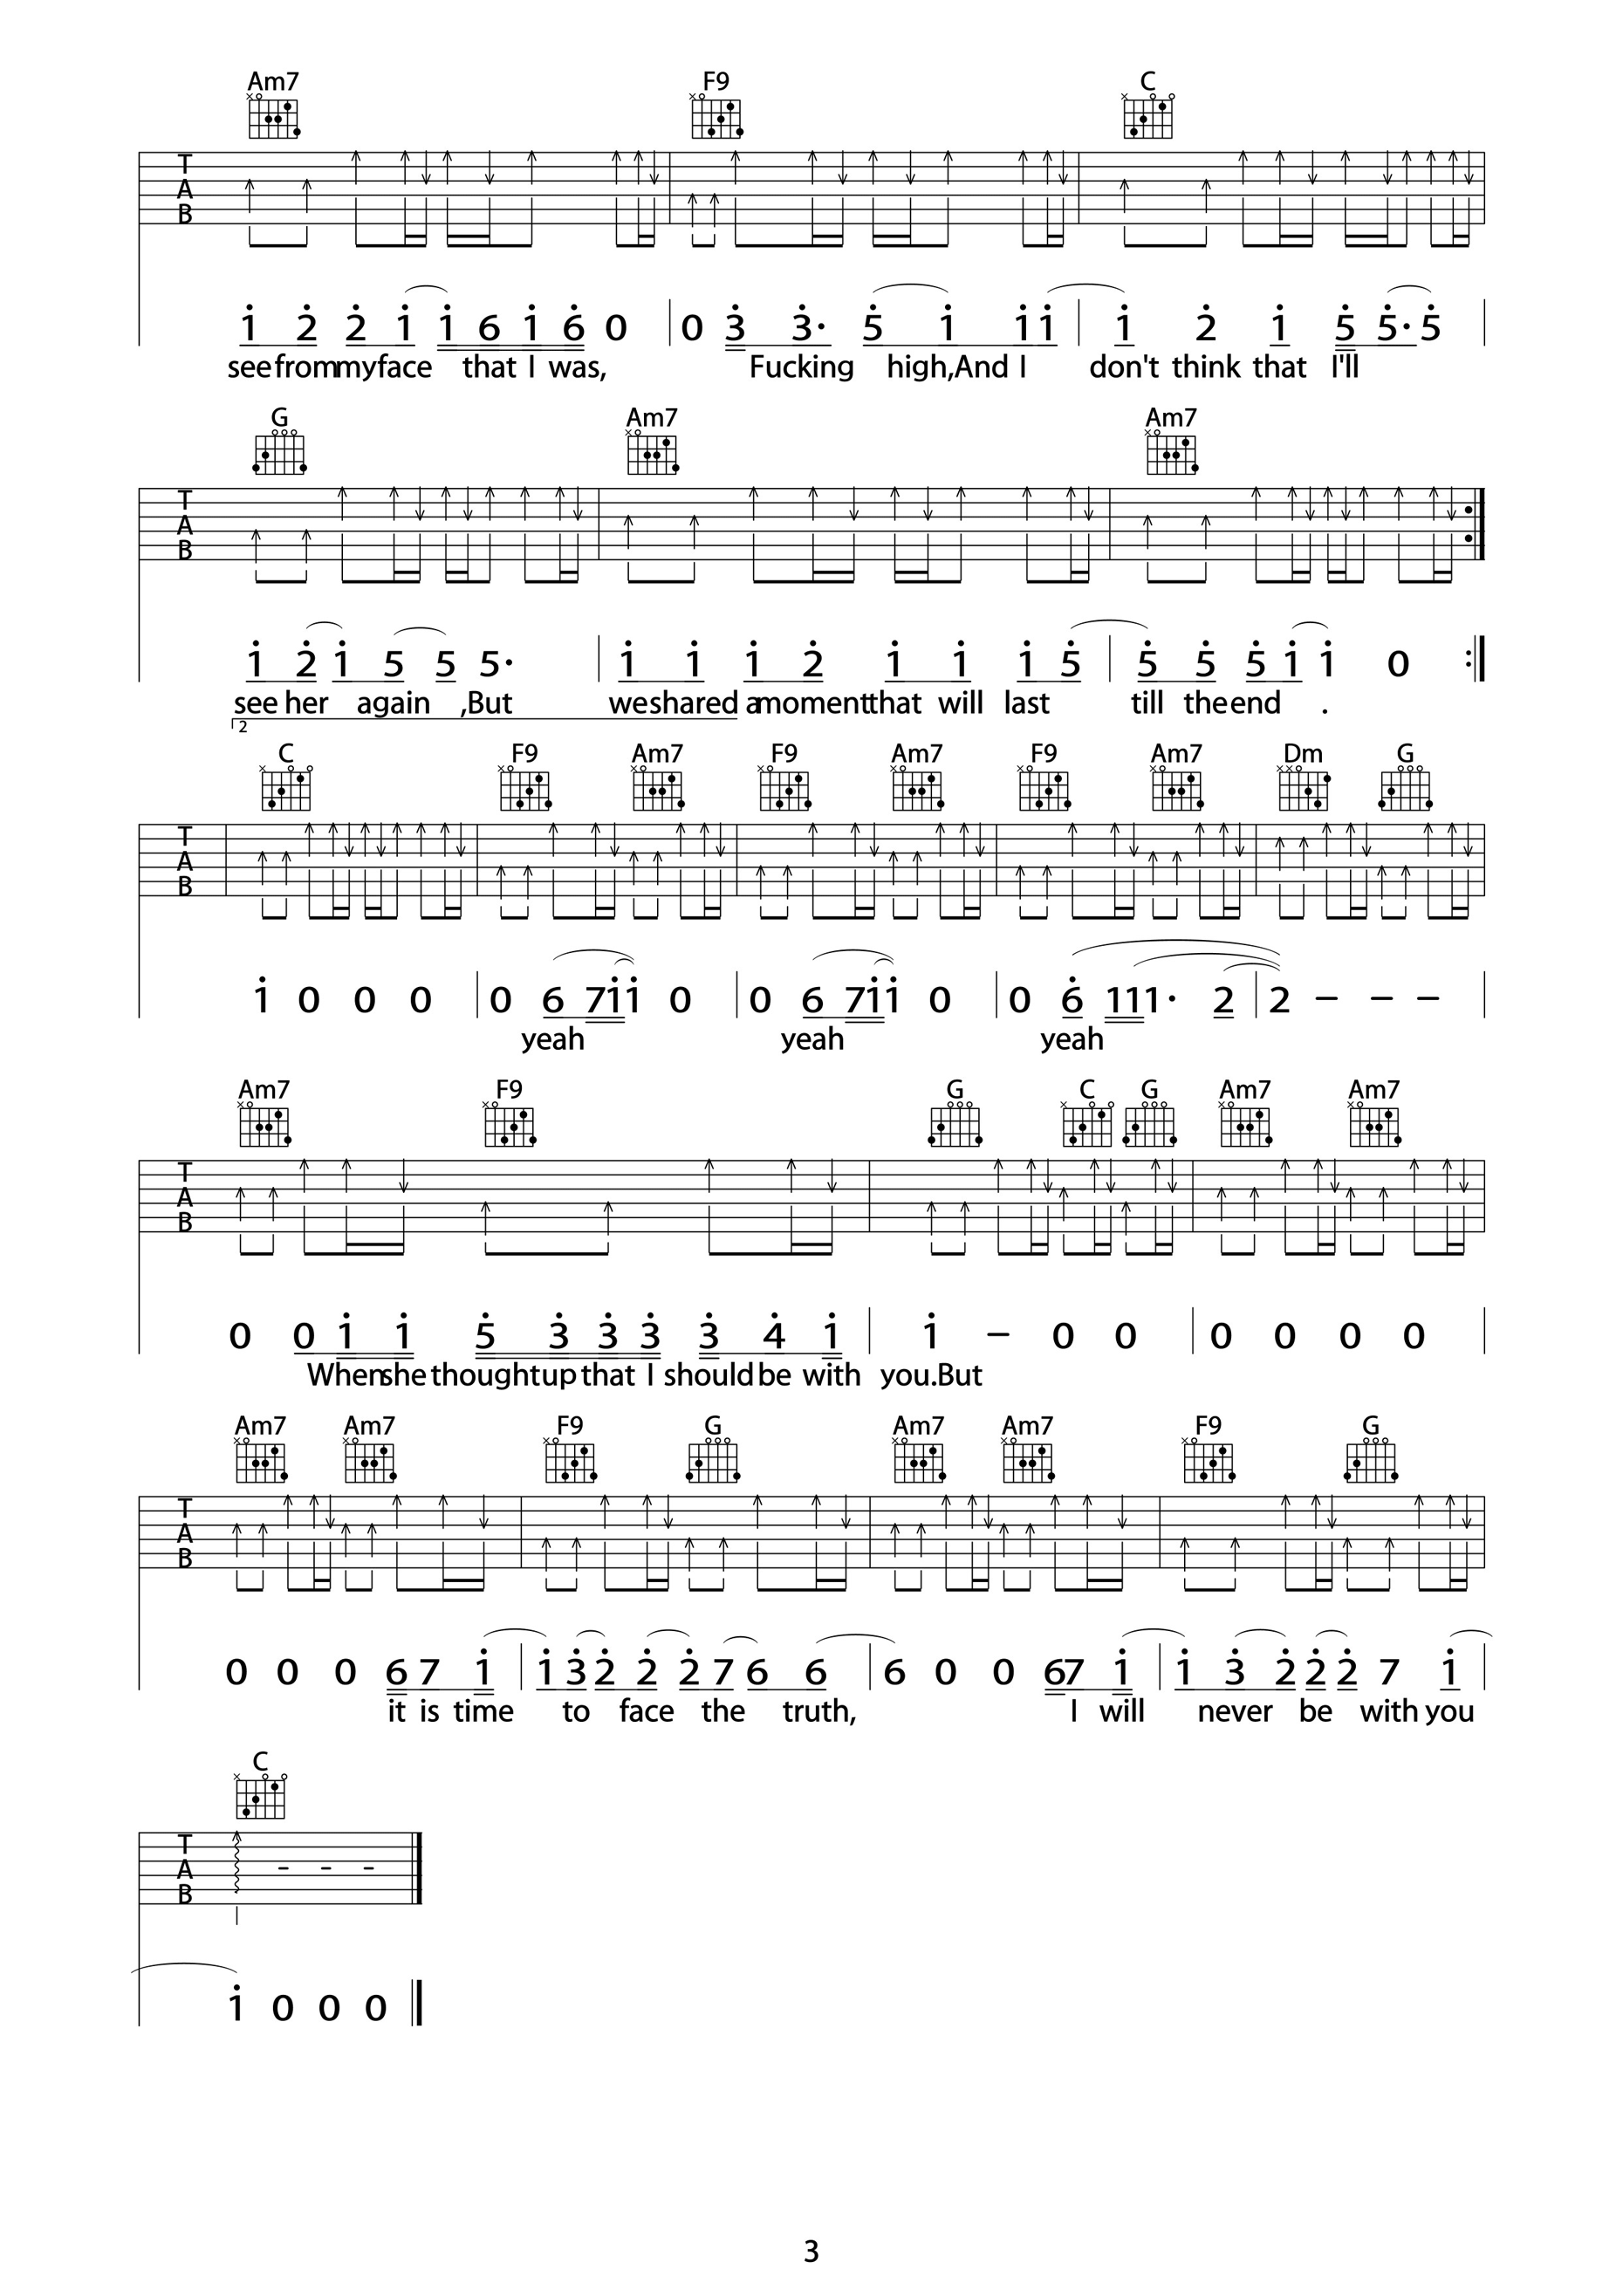 Am7 F9 C
T
A
B
1 2 2 1 1 6 1 6 0 0 3 3· 5 1 1 1 1 2 1 5 5· 5
see from my face that I was, Fucking high,And I don't think that I'll
G Am7 Am7
T
A
B
1 2 1 5 5 5· 1 1 1 2 1 1 1 5 5 5 5 1 1 0
see her again ,But we shared a moment that will last till the end .
2
C F9 Am7 F9 Am7 F9 Am7 Dm G
T
A
B
1 0 0 0 0 6 7 1 1 0 0 6 7 1 1 0 0 6 1 1 1· 2 2 – – –
yeah yeah yeah
Am7 F9 G C G Am7 Am7
T
A
B
0 0 1 1 5 3 3 3 3 4 1 1 – 0 0 0 0 0 0
When she thought up that I should be with you.But
Am7 Am7 F9 G Am7 Am7 F9 G
T
A
B
0 0 0 6 7 1 1 3 2 2 2 7 6 6 6 0 0 6 7 1 1 3 2 2 2 7 1
it is time to face the truth, I will never be with you
C
T
A
B
– – –
1 0 0 0
3